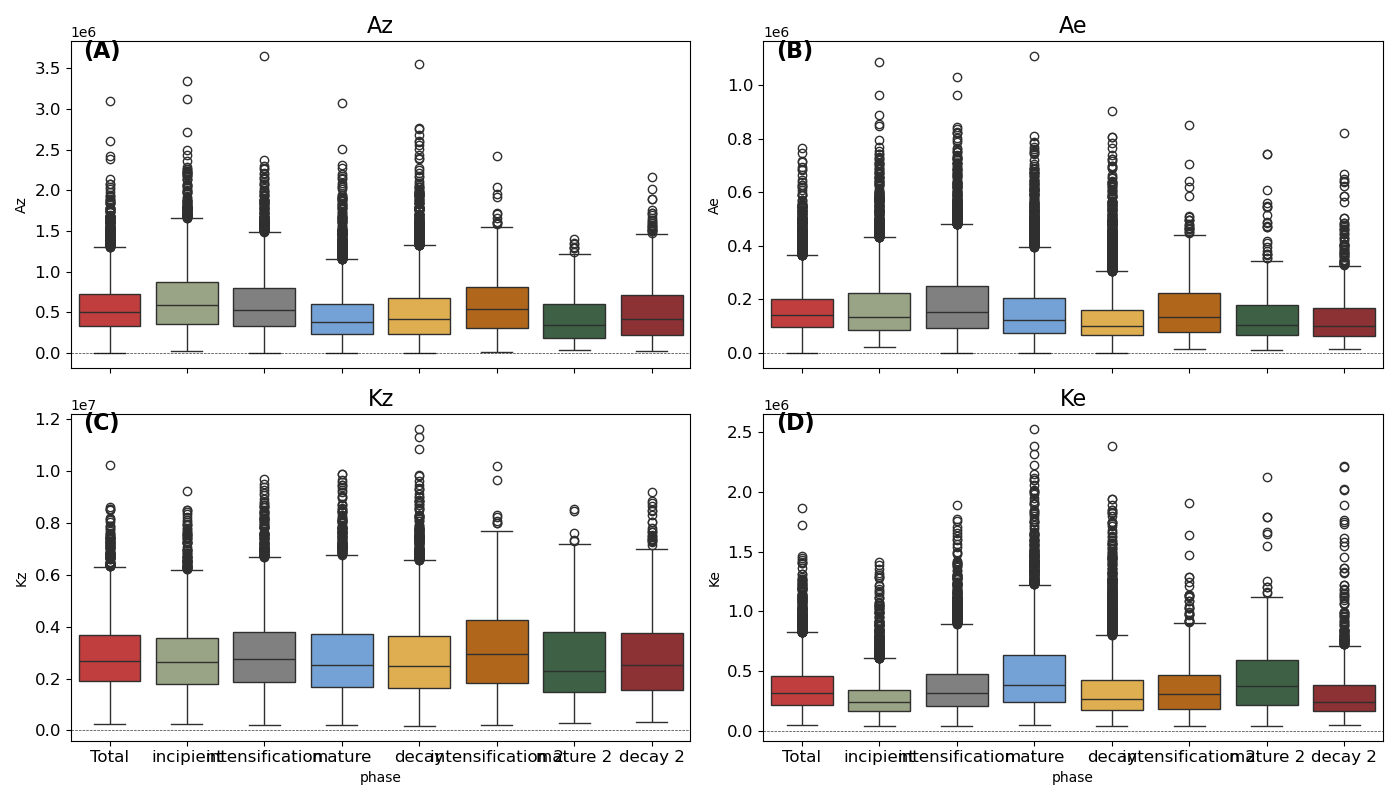 Az
1e6
(A)
3.5
3.0
2.5
2.0
1.5
1.0
0.5
0.0
Az
Ae
1e6
(B)
1.0
0.8
0.6
0.4
0.2
0.0
Ae
Kz
1e7
(C)
1.2
1.0
0.8
0.6
0.4
0.2
0.0
Kz
Total incipient intensification mature decay intensification 2 mature 2 decay 2
phase
Ke
1e6
(D)
2.5
2.0
1.5
1.0
0.5
0.0
Ke
Total incipient intensification mature decay intensification 2 mature 2 decay 2
phase